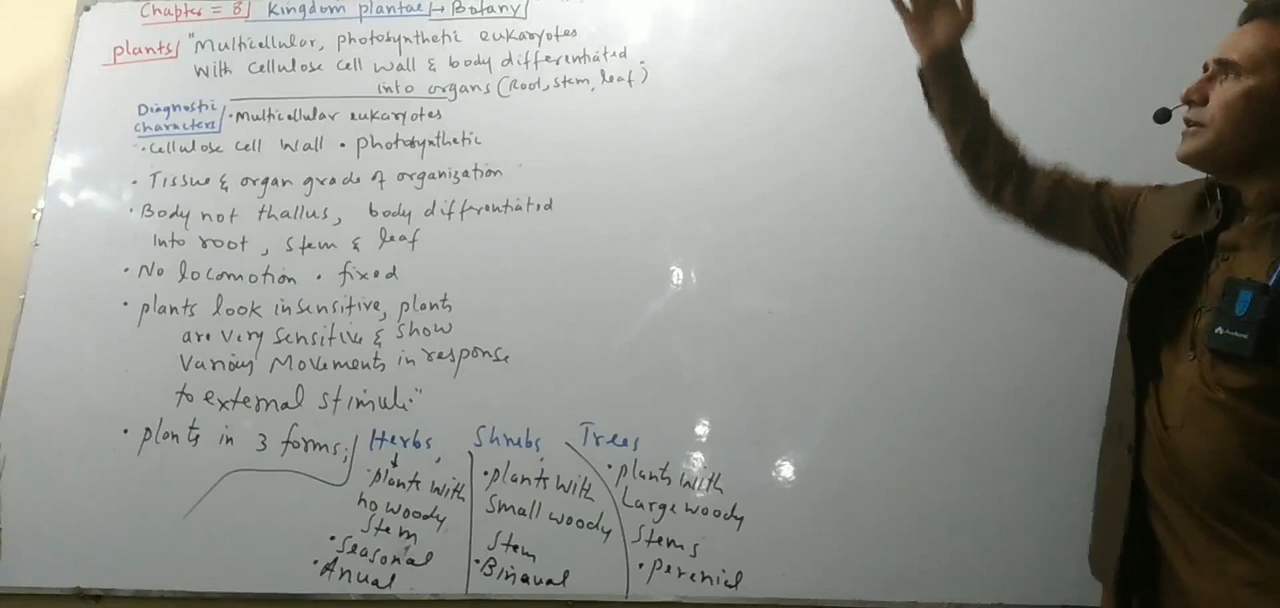 Chapter = 8/ Kingdom plantae → Botany/
plants/ "Multicellular, photosynthetic eukaryotes
with cellulose cell wall & body differentiated
into organs (Root, stem, leaf)
Diagnostic
characters/ • Multicellular eukaryotes
• Cellulose cell wall • photosynthetic
• Tissue & organ grade of organization
• Body not thallus, body differentiated
into root, stem & leaf
• No locomotion • fixed
• plants look insensitive, plants
are very sensitive & show
various movements in response
to external stimuli"
• plants in 3 forms;/ Herbs, Shrubs, Trees
• plants with
no woody
stem
• Seasonal
• Anual
• plants with
small woody
stem
• Binaual
• plants with
Large woody
stems
• perenial